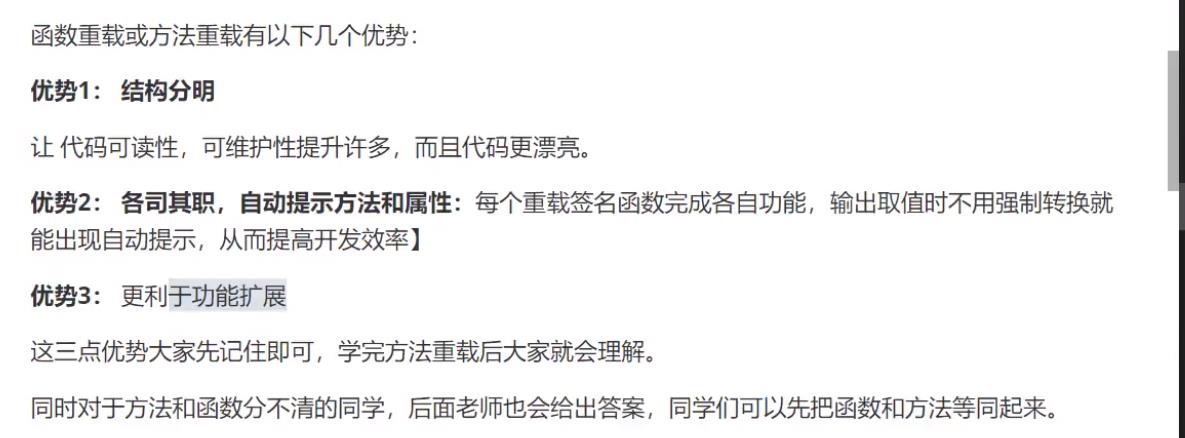 函数重载或方法重载有以下几个优势：
优势1： 结构分明
让 代码可读性，可维护性提升许多，而且代码更漂亮。
优势2： 各司其职，自动提示方法和属性：每个重载签名函数完成各自功能，输出取值时不用强制转换就
能出现自动提示，从而提高开发效率】
优势3： 更利于功能扩展
这三点优势大家先记住即可，学完方法重载后大家就会理解。
同时对于方法和函数分不清的同学，后面老师也会给出答案，同学们可以先把函数和方法等同起来。